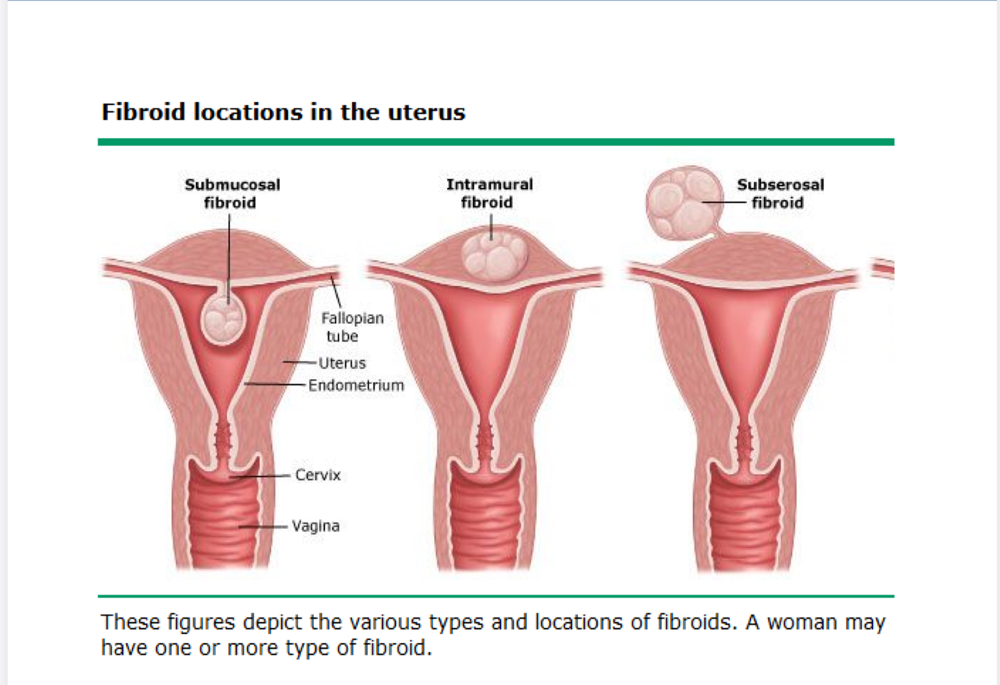 Fibroid locations in the uterus
Submucosal
fibroid
Intramural
fibroid
Subserosal
fibroid
Fallopian
tube
Uterus
Endometrium
Cervix
Vagina
These figures depict the various types and locations of fibroids. A woman may
have one or more type of fibroid.